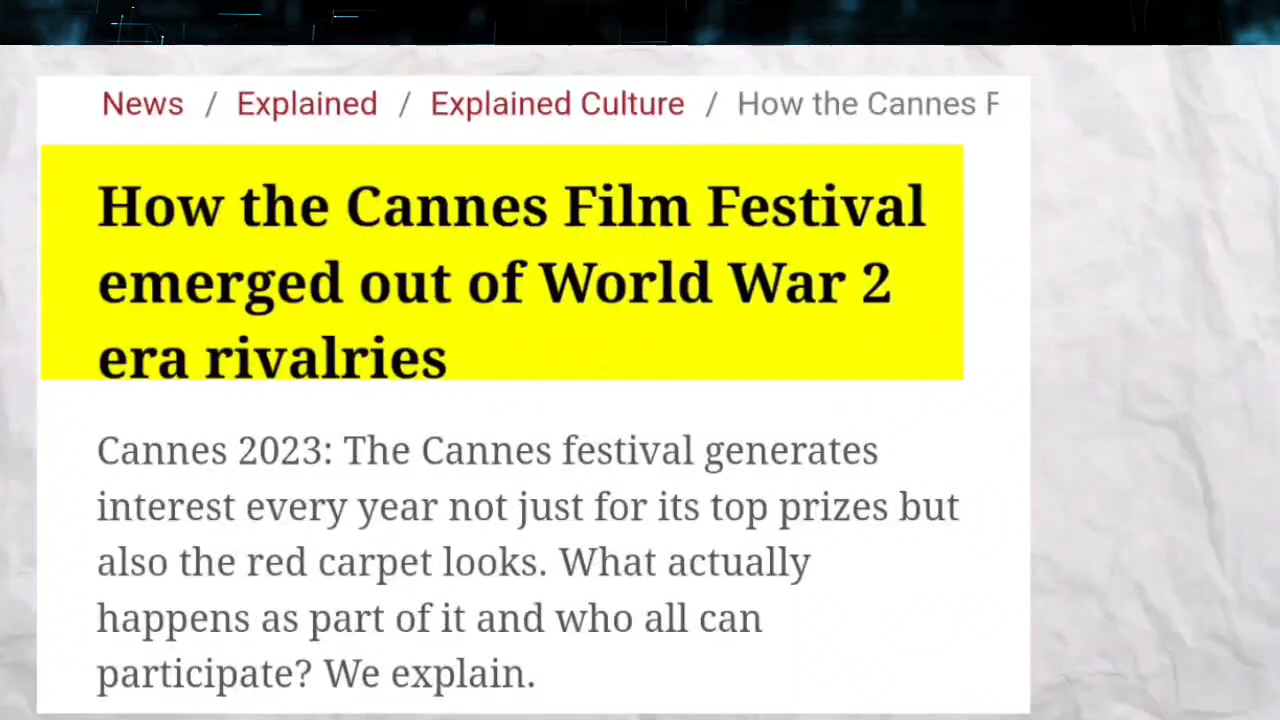 News / Explained / Explained Culture / How the Cannes F
How the Cannes Film Festival
emerged out of World War 2
era rivalries
Cannes 2023: The Cannes festival generates
interest every year not just for its top prizes but
also the red carpet looks. What actually
happens as part of it and who all can
participate? We explain.